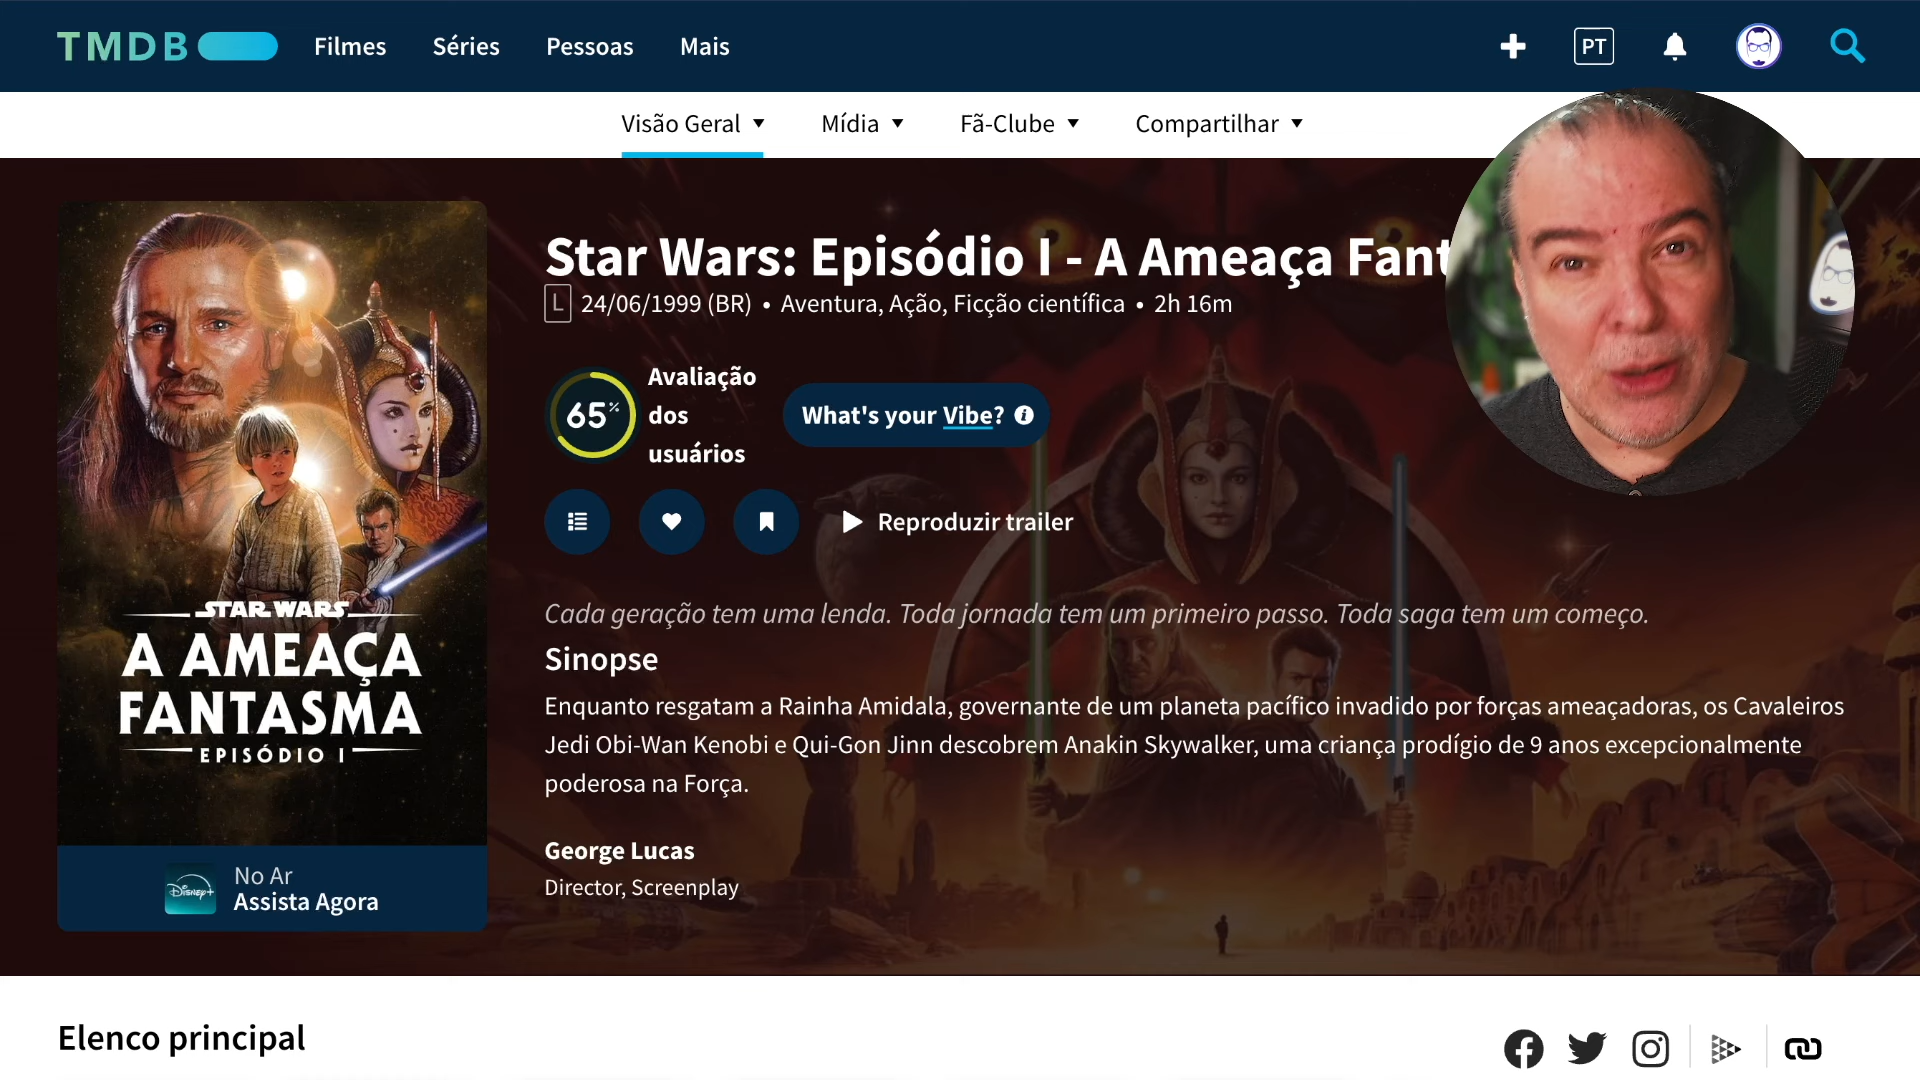 TMDB
Filmes
Séries
Pessoas
Mais
PT
Visão Geral
Mídia
Fã-Clube
Compartilhar
Star Wars: Episódio I - A Ameaça Fant
L 24/06/1999 (BR) • Aventura, Ação, Ficção científica • 2h 16m
65%
Avaliação
dos
usuários
What's your Vibe?
Reproduzir trailer
Cada geração tem uma lenda. Toda jornada tem um primeiro passo. Toda saga tem um começo.
Sinopse
Enquanto resgatam a Rainha Amidala, governante de um planeta pacífico invadido por forças ameaçadoras, os Cavaleiros
Jedi Obi-Wan Kenobi e Qui-Gon Jinn descobrem Anakin Skywalker, uma criança prodígio de 9 anos excepcionalmente
poderosa na Força.
George Lucas
Director, Screenplay
STAR WARS
A AMEAÇA
FANTASMA
EPISÓDIO I
Disney+
No Ar
Assista Agora
Elenco principal